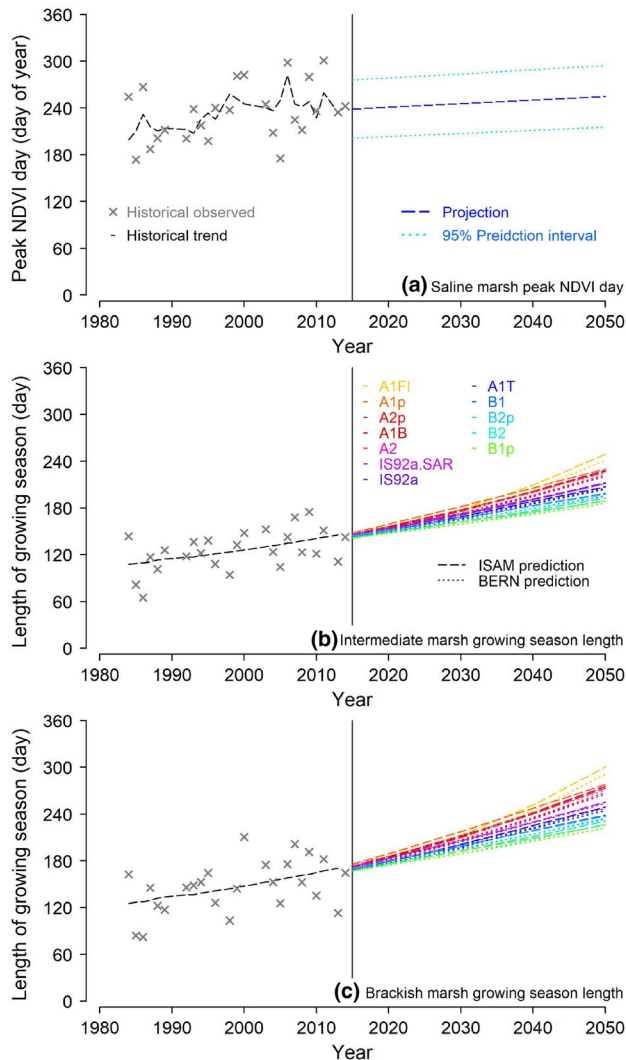 360
300
240
180
120
60
0
Peak NDVI day (day of year)
× Historical observed
- Historical trend
Projection
95% Preidction interval
(a) Saline marsh peak NDVI day
1980 1990 2000 2010 2020 2030 2040 2050
Year
360
300
240
180
120
60
0
Length of growing season (day)
A1FI
A1p
A2p
A1B
A2
IS92a.SAR
IS92a
A1T
B1
B2p
B2
B1p
ISAM prediction
BERN prediction
(b) Intermediate marsh growing season length
1980 1990 2000 2010 2020 2030 2040 2050
Year
360
300
240
180
120
60
0
Length of growing season (day)
(c) Brackish marsh growing season length
1980 1990 2000 2010 2020 2030 2040 2050
Year